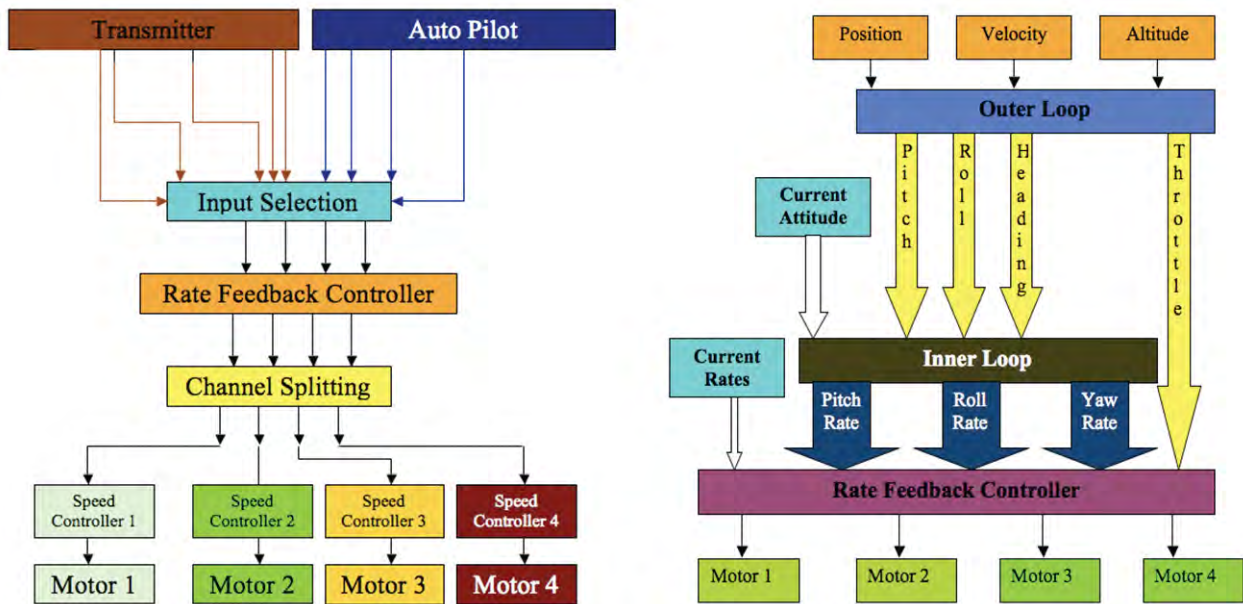 Transmitter
Auto Pilot
Input Selection
Rate Feedback Controller
Channel Splitting
Speed
Controller 1
Speed
Controller 2
Speed
Controller 3
Speed
Controller 4
Motor 1
Motor 2
Motor 3
Motor 4
Position
Velocity
Altitude
Outer Loop
Pitch
Roll
Heading
Throttle
Current
Attitude
Inner Loop
Current
Rates
Pitch
Rate
Roll
Rate
Yaw
Rate
Rate Feedback Controller
Motor 1
Motor 2
Motor 3
Motor 4